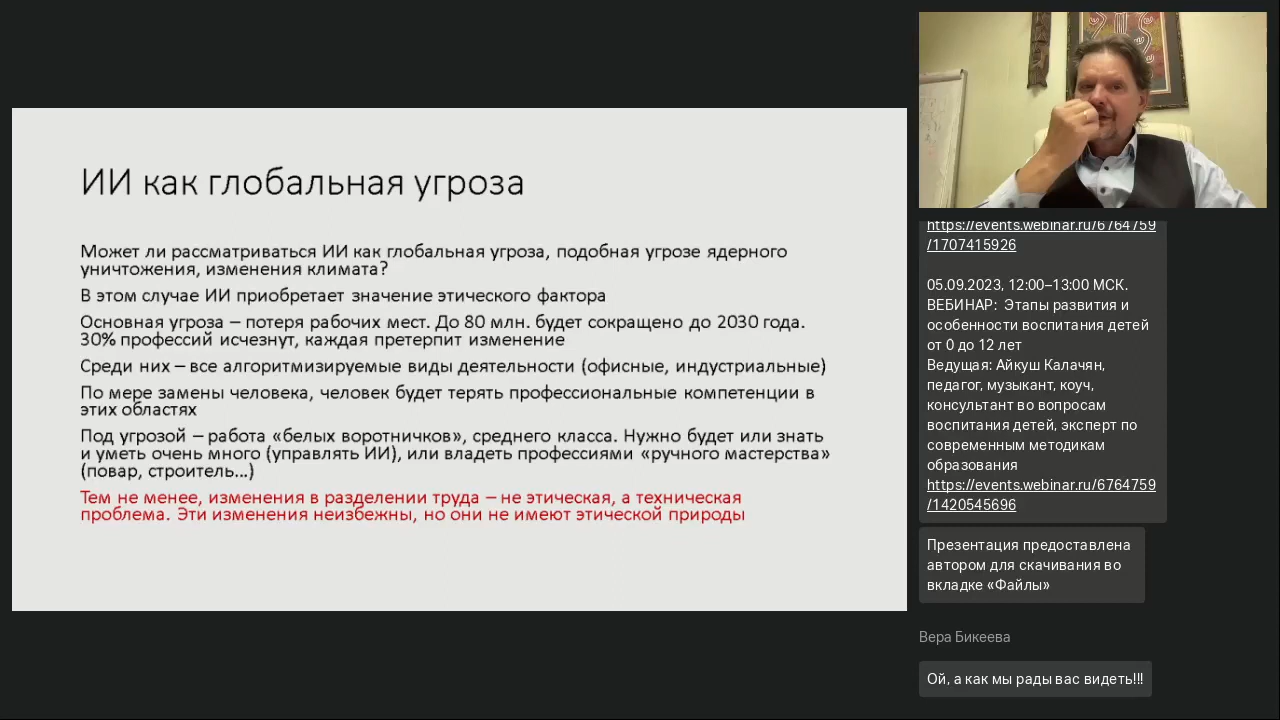 ИИ как глобальная угроза
Может ли рассматриваться ИИ как глобальная угроза, подобная угрозе ядерного
уничтожения, изменения климата?
В этом случае ИИ приобретает значение этического фактора
Основная угроза – потеря рабочих мест. До 80 млн. будет сокращено до 2030 года.
30% профессий исчезнут, каждая претерпит изменение
Среди них – все алгоритмизируемые виды деятельности (офисные, индустриальные)
По мере замены человека, человек будет терять профессиональные компетенции в
этих областях
Под угрозой – работа «белых воротничков», среднего класса. Нужно будет или знать
и уметь очень много (управлять ИИ), или владеть профессиями «ручного мастерства»
(повар, строитель...)
Тем не менее, изменения в разделении труда – не этическая, а техническая
проблема. Эти изменения неизбежны, но они не имеют этической природы
https://events.webinar.ru/6764759
/1707415926
05.09.2023, 12:00–13:00 МСК.
ВЕБИНАР: Этапы развития и
особенности воспитания детей
от 0 до 12 лет
Ведущая: Айкуш Калачян,
педагог, музыкант, коуч,
консультант во вопросам
воспитания детей, эксперт по
современным методикам
образования
https://events.webinar.ru/6764759
/1420545696
Презентация предоставлена
автором для скачивания во
вкладке «Файлы»
Вера Бикеева
Ой, а как мы рады вас видеть!!!